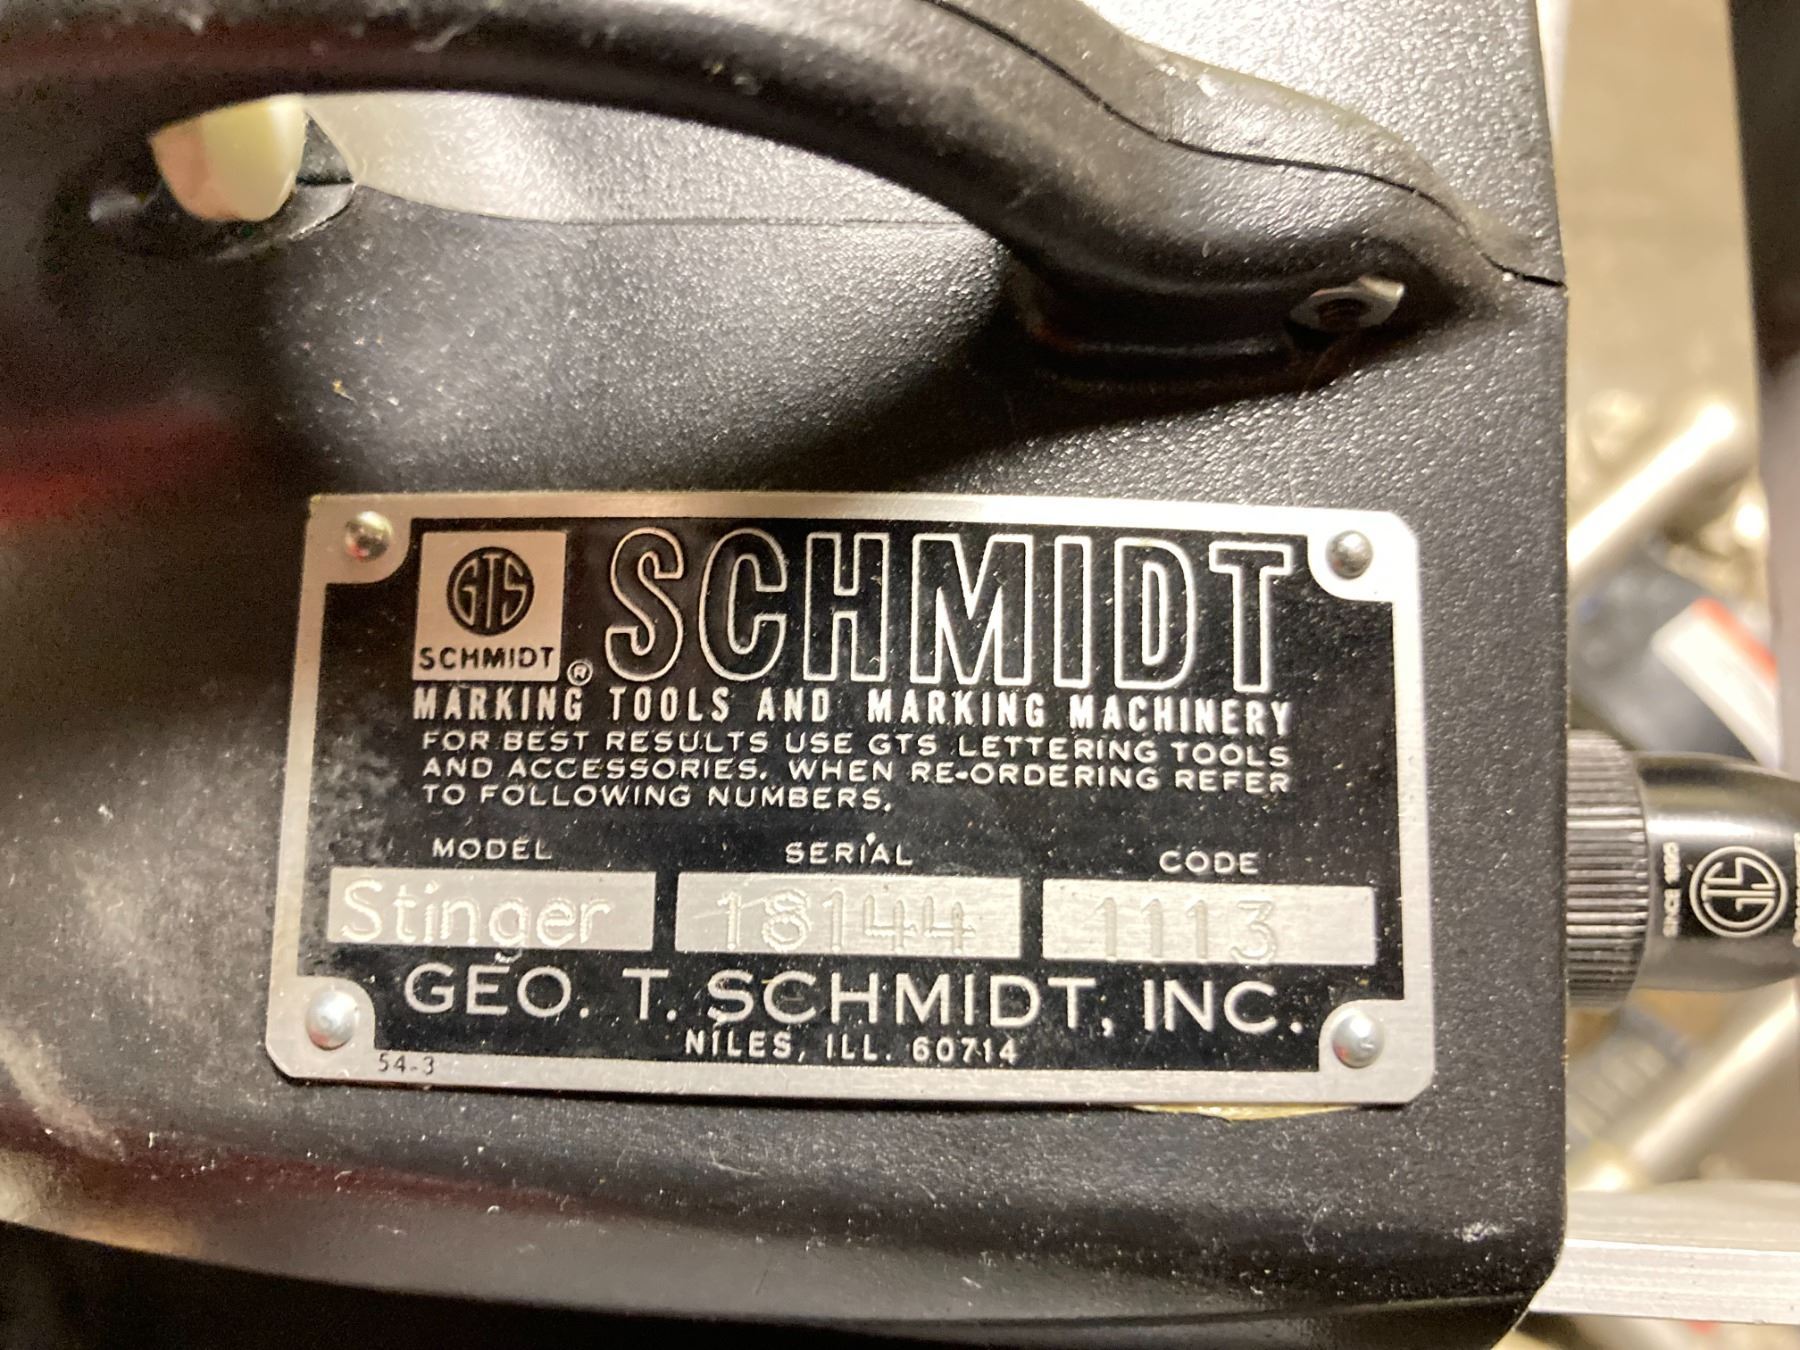 GTS
SCHMIDT ®
SCHMIDT
MARKING TOOLS AND MARKING MACHINERY
FOR BEST RESULTS USE GTS LETTERING TOOLS
AND ACCESSORIES. WHEN RE-ORDERING REFER
TO FOLLOWING NUMBERS.
MODEL SERIAL CODE
Stinger 18144 1113
GEO. T. SCHMIDT, INC.
NILES, ILL. 60714
54-3
GTS